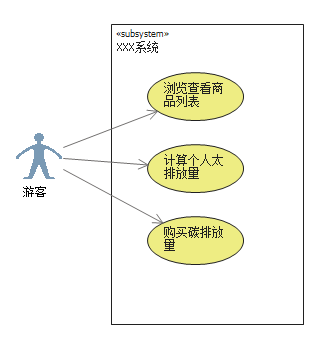 «subsystem»
XXX系统
浏览查看商
品列表
计算个人太
排放量
游客
购买碳排放
量